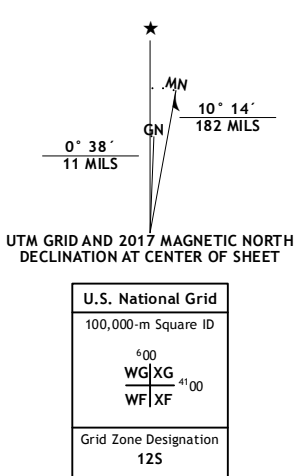 MN
10° 14´
182 MILS
GN
0° 38´
11 MILS
UTM GRID AND 2017 MAGNETIC NORTH
DECLINATION AT CENTER OF SHEET
U.S. National Grid
100,000-m Square ID
600
WG XG
4100
WF XF
Grid Zone Designation
12S